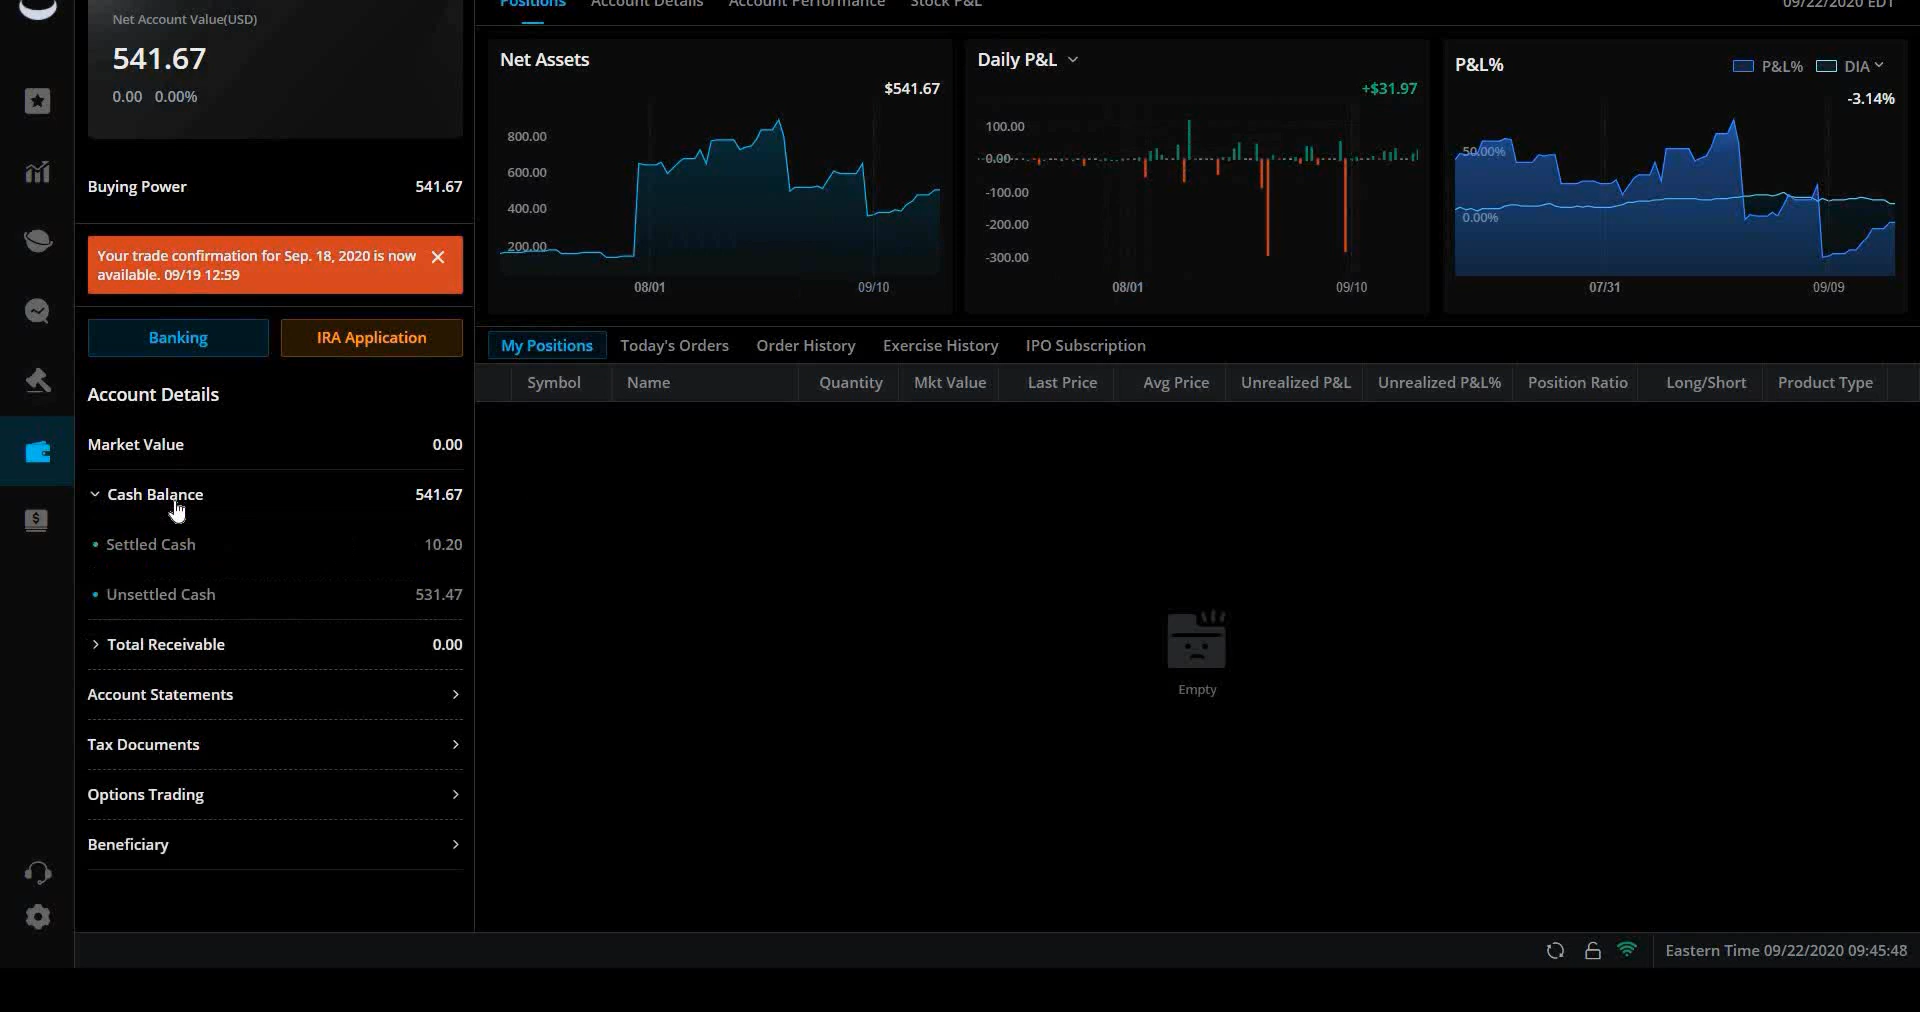 Net Account Value(USD)
541.67
0.00 0.00%
Buying Power 541.67
Your trade confirmation for Sep. 18, 2020 is now
available. 09/19 12:59
Banking IRA Application
Account Details
Market Value 0.00
Cash Balance 541.67
Settled Cash 10.20
Unsettled Cash 531.47
Total Receivable 0.00
Account Statements
Tax Documents
Options Trading
Beneficiary
Positions Account Details Account Performance Stock P&L 09/22/2020 EDT
Net Assets
$541.67
800.00
600.00
400.00
200.00
08/01 09/10
Daily P&L
+$31.97
100.00
0.00
-100.00
-200.00
-300.00
08/01 09/10
P&L% P&L% DIA
-3.14%
50.00%
0.00%
07/31 09/09
My Positions Today's Orders Order History Exercise History IPO Subscription
Symbol Name Quantity Mkt Value Last Price Avg Price Unrealized P&L Unrealized P&L% Position Ratio Long/Short Product Type
Empty
Eastern Time 09/22/2020 09:45:48